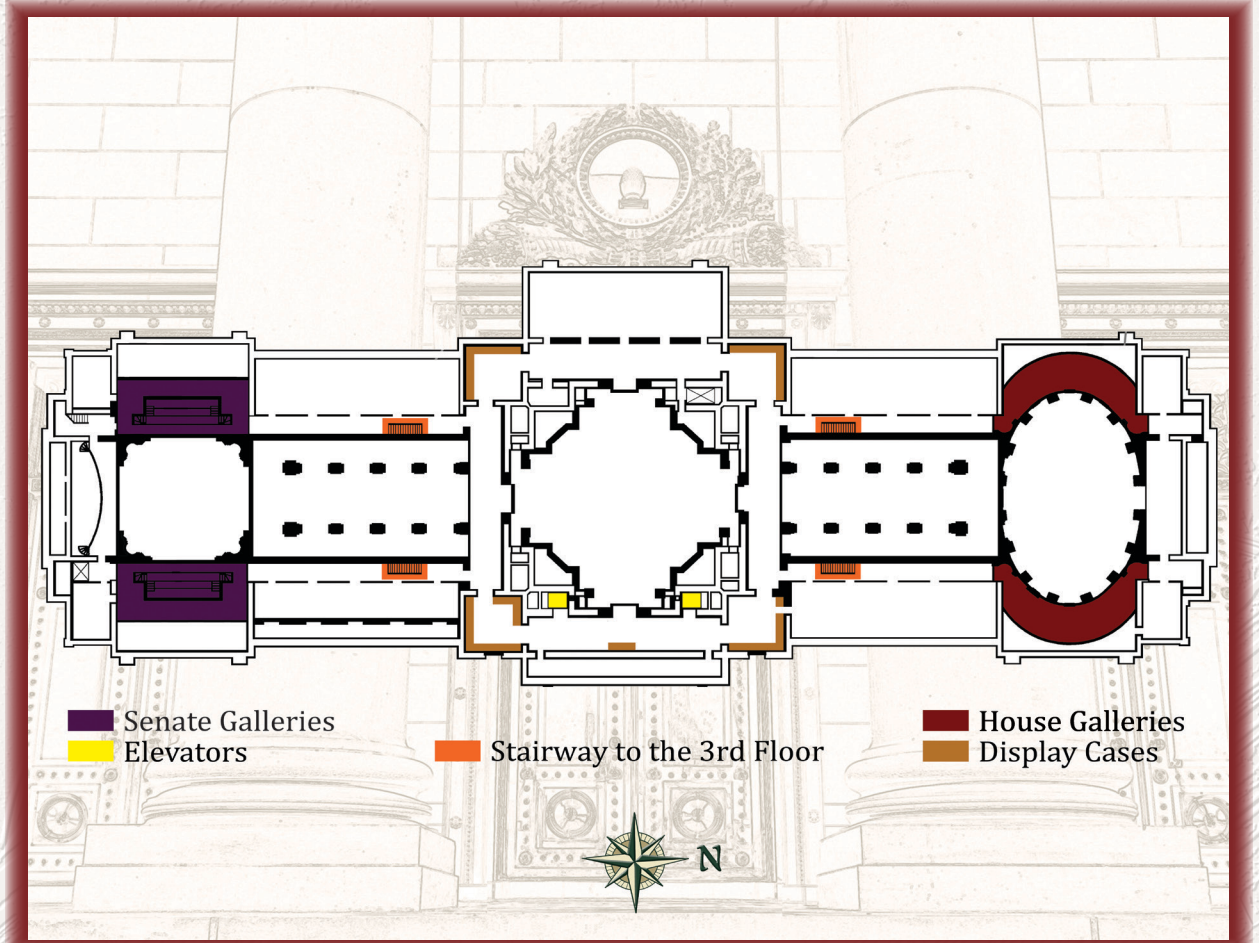 Senate Galleries
Elevators
Stairway to the 3rd Floor
House Galleries
Display Cases
N